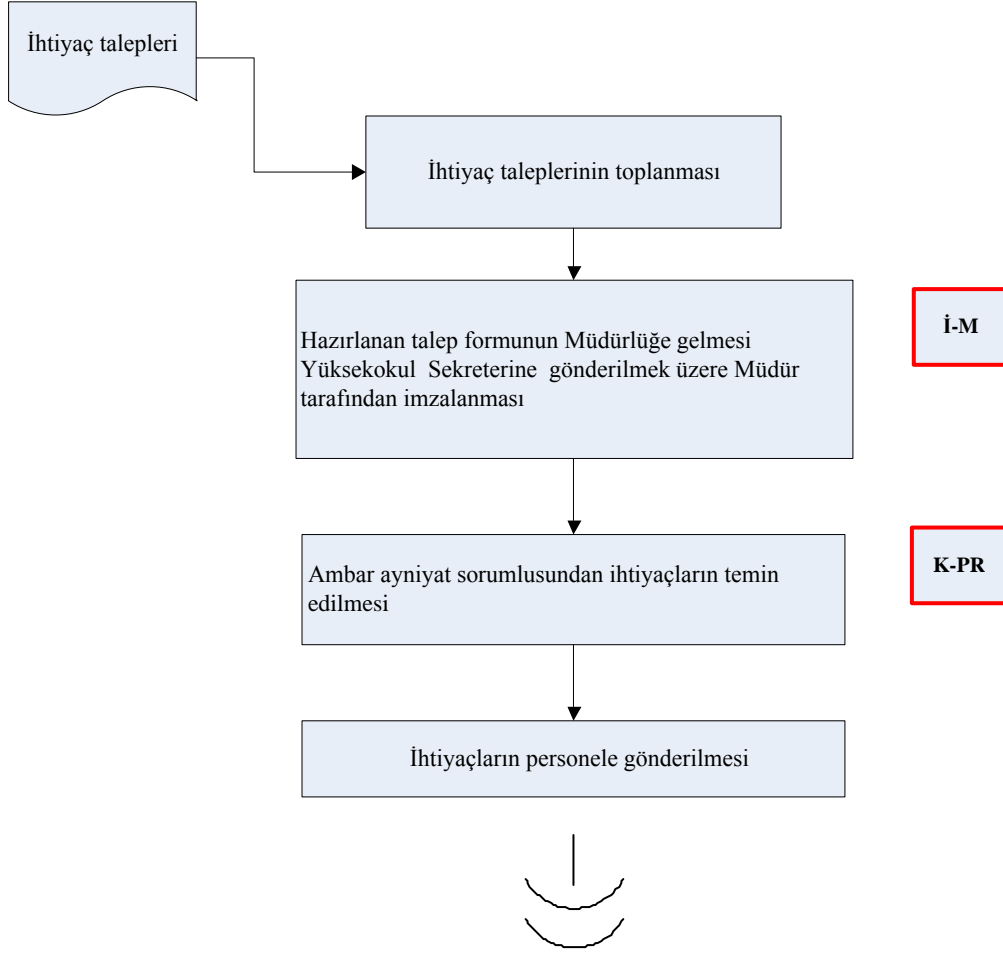 İhtiyaç talepleri
İhtiyaç taleplerinin toplanması
Hazırlanan talep formunun Müdürlüğe gelmesi
Yüksekokul Sekreterine gönderilmek üzere Müdür
tarafından imzalanması
İ-M
Ambar ayniyat sorumlusundan ihtiyaçların temin
edilmesi
K-PR
İhtiyaçların personele gönderilmesi